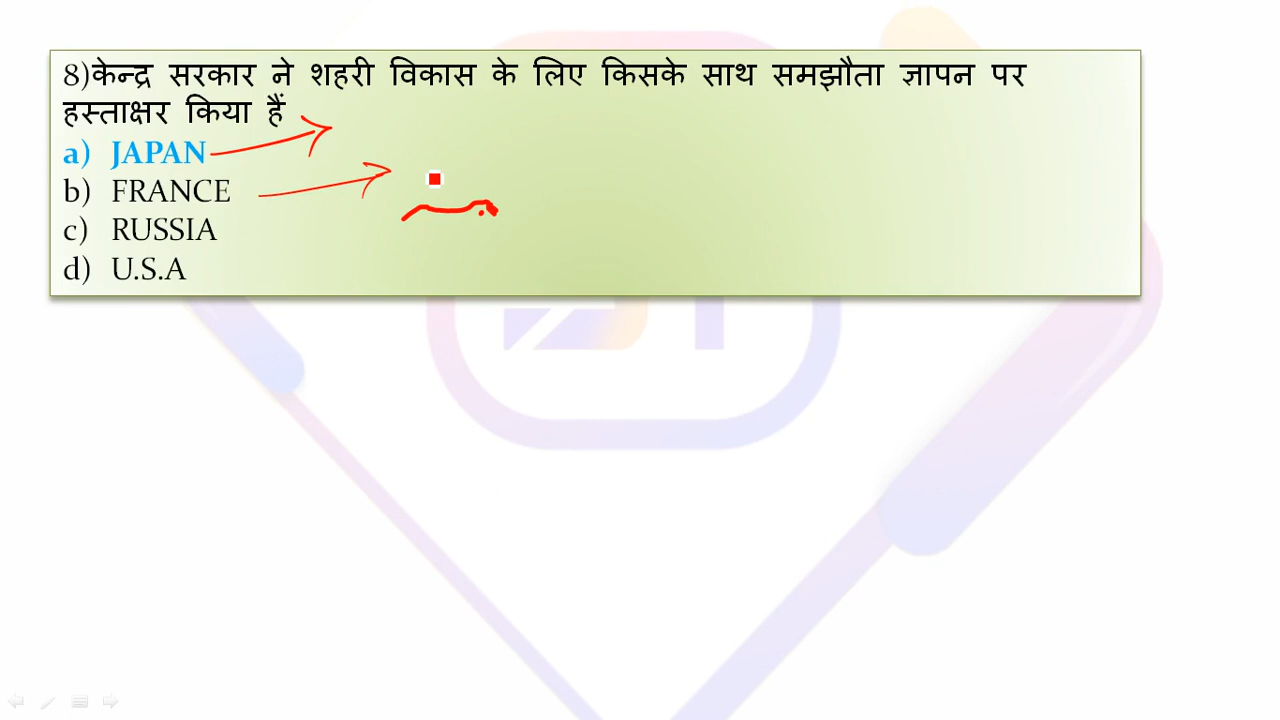 8)केन्द्र सरकार ने शहरी विकास के लिए किसके साथ समझौता ज्ञापन पर
हस्ताक्षर किया हैं
a) JAPAN
b) FRANCE
c) RUSSIA
d) U.S.A